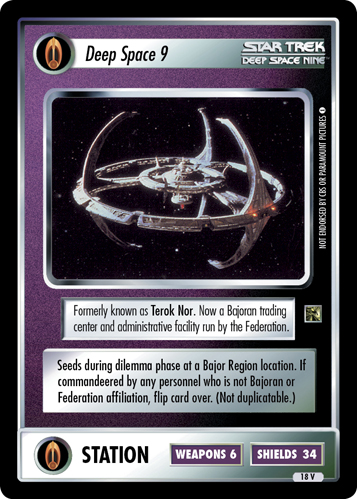 Deep Space 9
STAR TREK
DEEP SPACE NINE
NOT ENDORSED BY CBS OR PARAMOUNT PICTURES
Formerly known as Terok Nor. Now a Bajoran trading
center and administrative facility run by the Federation.
Seeds during dilemma phase at a Bajor Region location. If
commandeered by any personnel who is not Bajoran or
Federation affiliation, flip card over. (Not duplicatable.)
STATION
WEAPONS 6
SHIELDS 34
18 V